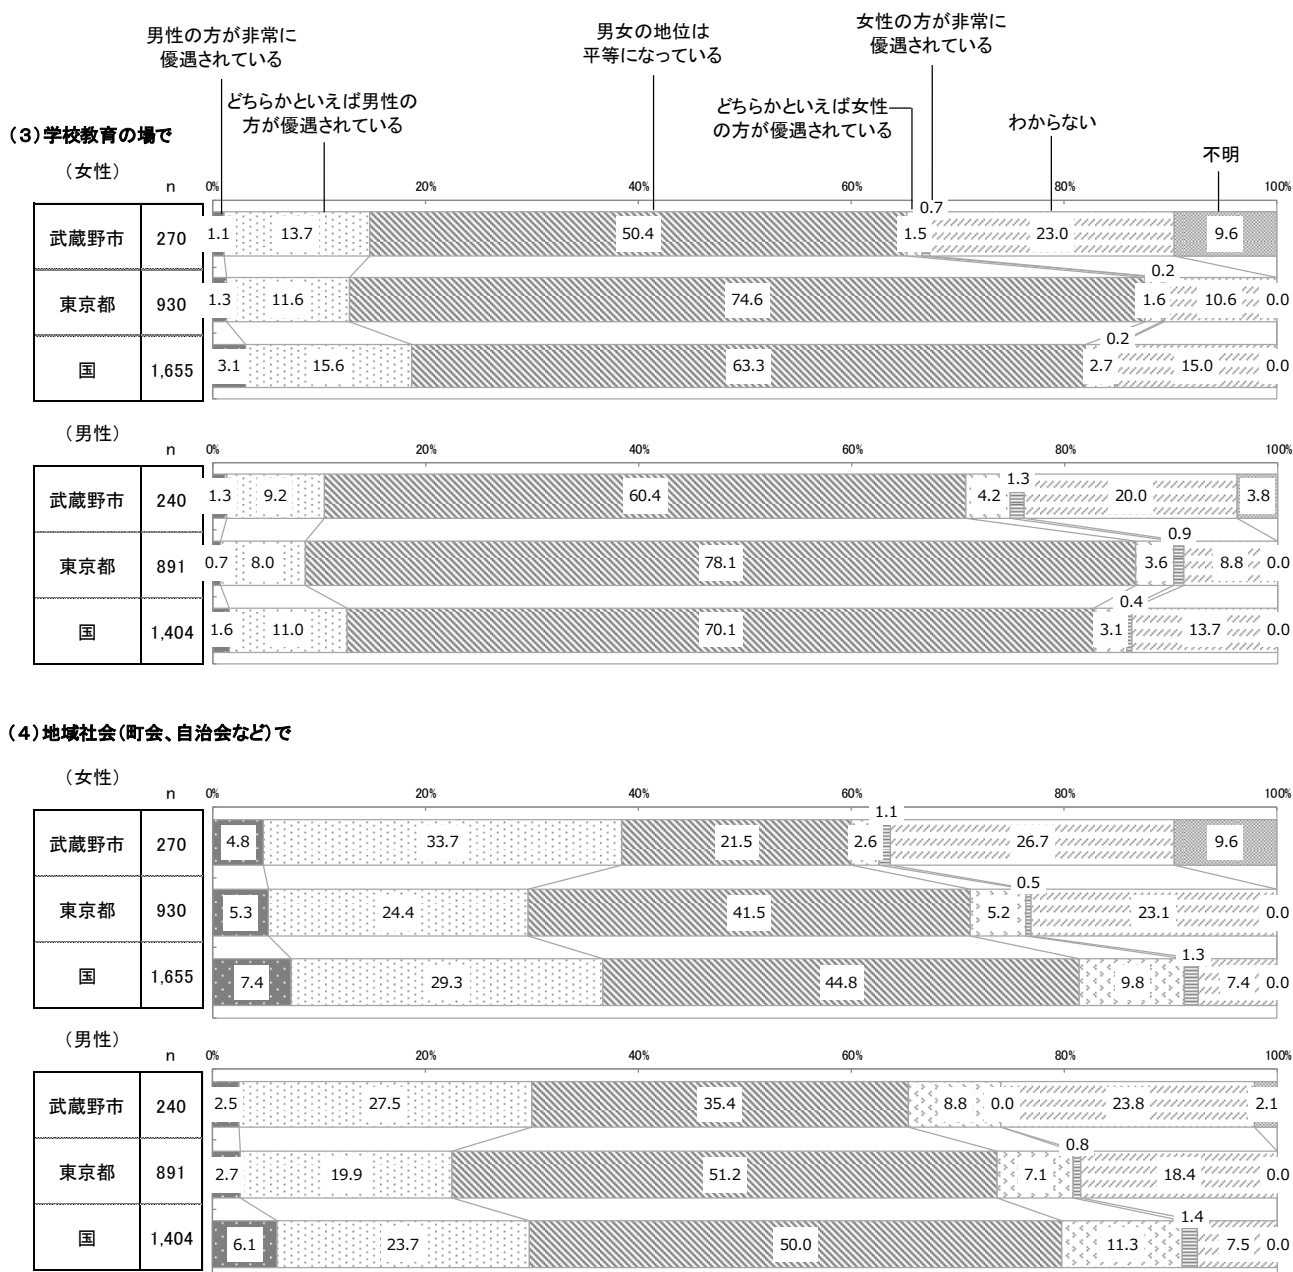 男性の方が非常に
優遇されている
どちらかといえば男性の
方が優遇されている
男女の地位は
平等になっている
どちらかといえば女性
の方が優遇されている
女性の方が非常に
優遇されている
わからない
不明
(3)学校教育の場で
(女性)
n 0% 20% 40% 60% 80% 100%
0.7
武蔵野市 270 1.1 13.7 50.4 1.5 23.0 9.6
0.2
東京都 930 1.3 11.6 74.6 1.6 10.6 0.0
0.2
国 1,655 3.1 15.6 63.3 2.7 15.0 0.0
(男性)
n 0% 20% 40% 60% 80% 100%
1.3
武蔵野市 240 1.3 9.2 60.4 4.2 20.0 3.8
0.9
東京都 891 0.7 8.0 78.1 3.6 8.8 0.0
0.4
国 1,404 1.6 11.0 70.1 3.1 13.7 0.0
(4)地域社会(町会、自治会など)で
(女性)
n 0% 20% 40% 60% 80% 100%
1.1
武蔵野市 270 4.8 33.7 21.5 2.6 26.7 9.6
0.5
東京都 930 5.3 24.4 41.5 5.2 23.1 0.0
1.3
国 1,655 7.4 29.3 44.8 9.8 7.4 0.0
(男性)
n 0% 20% 40% 60% 80% 100%
武蔵野市 240 2.5 27.5 35.4 8.8 0.0 23.8 2.1
0.8
東京都 891 2.7 19.9 51.2 7.1 18.4 0.0
1.4
国 1,404 6.1 23.7 50.0 11.3 7.5 0.0